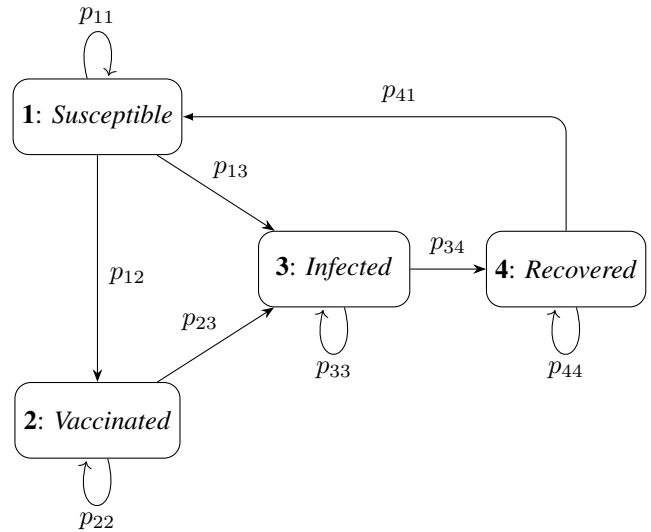 p11
1: Susceptible
p41
p13
p12
3: Infected
p34
4: Recovered
p23
p33
p44
2: Vaccinated
p22